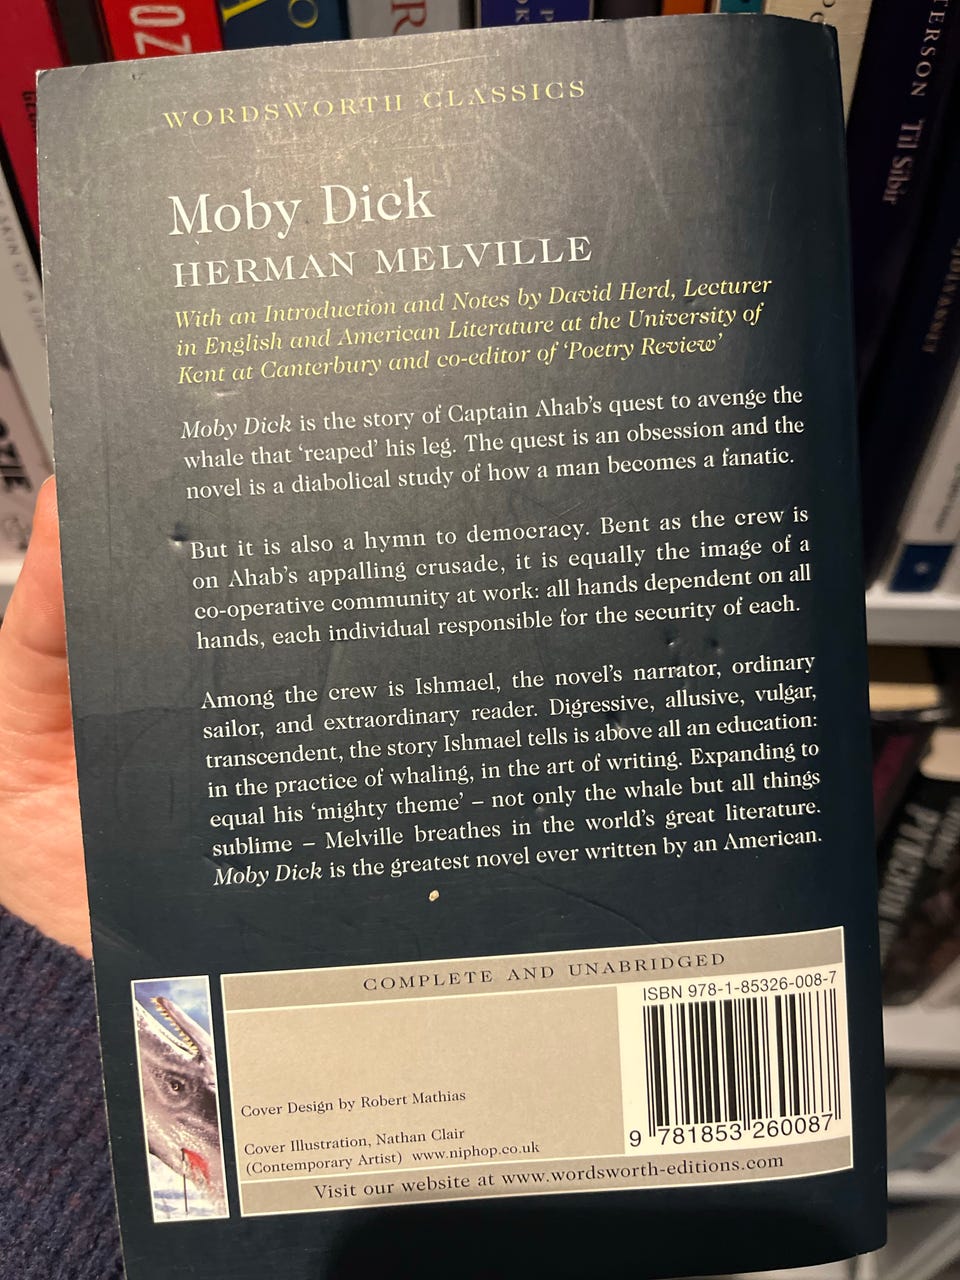 WORDSWORTH CLASSICS
Moby Dick
HERMAN MELVILLE
With an Introduction and Notes by David Herd, Lecturer
in English and American Literature at the University of
Kent at Canterbury and co-editor of ‘Poetry Review’
Moby Dick is the story of Captain Ahab’s quest to avenge the
whale that ‘reaped’ his leg. The quest is an obsession and the
novel is a diabolical study of how a man becomes a fanatic.
But it is also a hymn to democracy. Bent as the crew is
on Ahab’s appalling crusade, it is equally the image of a
co-operative community at work: all hands dependent on all
hands, each individual responsible for the security of each.
Among the crew is Ishmael, the novel’s narrator, ordinary
sailor, and extraordinary reader. Digressive, allusive, vulgar,
transcendent, the story Ishmael tells is above all an education:
in the practice of whaling, in the art of writing. Expanding to
equal his ‘mighty theme’ – not only the whale but all things
sublime – Melville breathes in the world’s great literature.
Moby Dick is the greatest novel ever written by an American.
COMPLETE AND UNABRIDGED
ISBN 978-1-85326-008-7
Cover Design by Robert Mathias
Cover Illustration, Nathan Clair
(Contemporary Artist) www.niphop.co.uk
9 781853 260087
Visit our website at www.wordsworth-editions.com
TERSON Til Sibir
PYNCHON
SKIN OF A
OZ